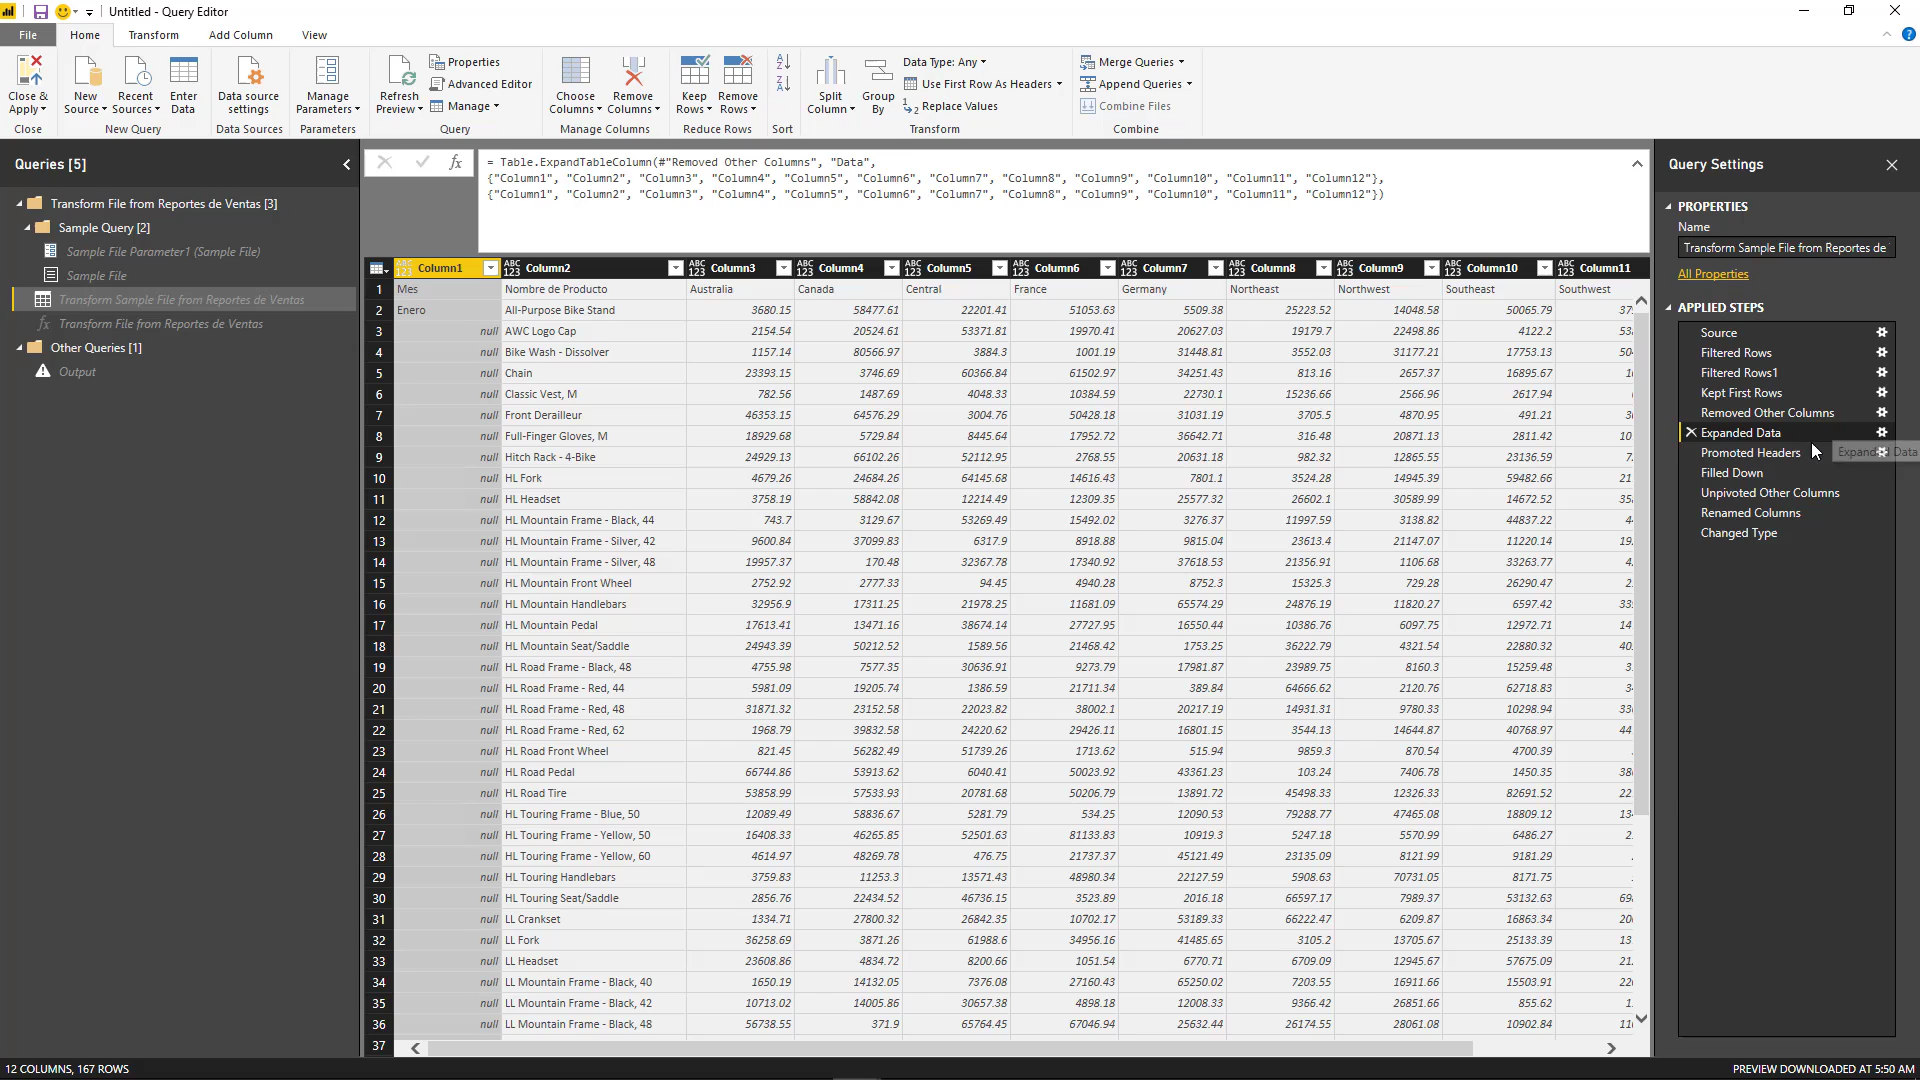 Untitled - Query Editor
File Home Transform Add Column View
Close & Apply
New Source
Recent Sources
Enter Data
Data source settings
Manage Parameters
Refresh Preview
Properties
Advanced Editor
Manage
Choose Columns
Remove Columns
Keep Rows
Remove Rows
Split Column
Group By
Data Type: Any
Use First Row As Headers
Replace Values
Merge Queries
Append Queries
Combine Files
Close New Query Data Sources Parameters Query Manage Columns Reduce Rows Sort Transform Combine
Queries [5]
Transform File from Reportes de Ventas [3]
Sample Query [2]
Sample File Parameter1 (Sample File)
Sample File
Transform Sample File from Reportes de Ventas
Transform File from Reportes de Ventas
Other Queries [1]
Output
= Table.ExpandTableColumn(#"Removed Other Columns", "Data",
{"Column1", "Column2", "Column3", "Column4", "Column5", "Column6", "Column7", "Column8", "Column9", "Column10", "Column11", "Column12"},
{"Column1", "Column2", "Column3", "Column4", "Column5", "Column6", "Column7", "Column8", "Column9", "Column10", "Column11", "Column12"})
Column1 Column2 Column3 Column4 Column5 Column6 Column7 Column8 Column9 Column10 Column11
1 Mes Nombre de Producto Australia Canada Central France Germany Northeast Northwest Southeast Southwest
2 Enero All-Purpose Bike Stand 3680.15 58477.61 22201.41 51053.63 5509.38 25223.52 14048.58 50065.79
3 null AWC Logo Cap 2154.54 20524.61 53371.81 19970.41 20627.03 19179.7 22498.86 4122.2
4 null Bike Wash - Dissolver 1157.14 80566.97 3884.3 1001.19 31448.81 3552.03 31177.21 17753.13
5 null Chain 23393.15 3746.69 60366.84 61502.97 34251.43 813.16 2657.37 16895.67
6 null Classic Vest, M 782.56 1487.69 4048.33 10384.59 22730.1 15236.66 2566.96 2617.94
7 null Front Derailleur 46353.15 64576.29 3004.76 50428.18 31031.19 3705.5 4870.95 491.21
8 null Full-Finger Gloves, M 18929.68 5729.84 8445.64 17952.72 36642.71 316.48 20871.13 2811.42
9 null Hitch Rack - 4-Bike 24929.13 66102.26 52112.95 2768.55 20631.18 982.32 12865.55 23136.59
10 null HL Fork 4679.26 24684.26 64145.68 14616.43 7801.1 3524.28 14945.39 59482.66
11 null HL Headset 3758.19 58842.08 12214.49 12309.35 25577.32 26602.1 30589.99 14672.52
12 null HL Mountain Frame - Black, 44 743.7 3129.67 53269.49 15492.02 3276.37 11997.59 3138.82 44837.22
13 null HL Mountain Frame - Silver, 42 9600.84 37099.83 6317.9 8918.88 9815.04 23613.4 21147.07 11220.14
14 null HL Mountain Frame - Silver, 48 19957.37 170.48 32367.78 17340.92 37618.53 21356.91 1106.68 33263.77
15 null HL Mountain Front Wheel 2752.92 2777.33 94.45 4940.28 8752.3 15325.3 729.28 26290.47
16 null HL Mountain Handlebars 32956.9 17311.25 21978.25 11681.09 65574.29 24876.19 11820.27 6597.42
17 null HL Mountain Pedal 17613.41 13471.16 38674.14 27727.95 16550.44 10386.76 6097.75 12972.71
18 null HL Mountain Seat/Saddle 24943.39 50212.52 1589.56 21468.42 1753.25 36222.79 4321.54 22880.32
19 null HL Road Frame - Black, 48 4755.98 7577.35 30636.91 9273.79 17981.87 23989.75 8160.3 15259.48
20 null HL Road Frame - Red, 44 5981.09 19205.74 1386.59 21711.34 389.84 64666.62 2120.76 62718.83
21 null HL Road Frame - Red, 48 31871.32 23152.58 22023.82 38002.1 20217.19 14931.31 9780.33 10298.94
22 null HL Road Frame - Red, 62 1968.79 39832.58 24220.62 29426.11 16801.15 3544.13 14644.87 40768.97
23 null HL Road Front Wheel 821.45 56282.49 51739.26 1713.62 515.94 9859.3 870.54 4700.39
24 null HL Road Pedal 66744.86 53913.62 6040.41 50023.92 43361.23 103.24 7406.78 1450.35
25 null HL Road Tire 53858.99 57533.93 20781.68 50206.79 13891.72 45498.33 12326.33 82691.52
26 null HL Touring Frame - Blue, 50 12089.49 58836.67 5281.79 534.25 12090.53 79288.77 47465.08 18809.12
27 null HL Touring Frame - Yellow, 50 16408.33 46265.85 52501.63 81133.83 10919.3 5247.18 5570.99 6486.27
28 null HL Touring Frame - Yellow, 60 4614.97 48269.78 476.75 21737.37 45121.49 23135.09 8121.99 9181.29
29 null HL Touring Handlebars 3759.83 11253.3 13571.43 48980.34 22127.59 5908.63 70731.05 8171.75
30 null HL Touring Seat/Saddle 2856.76 22434.52 46736.15 3523.89 2016.18 66597.17 7989.37 53132.63
31 null LL Crankset 1334.71 27800.32 26842.35 10702.17 53189.33 66222.47 6209.87 16863.34
32 null LL Fork 36258.69 3871.26 61988.6 34956.16 41485.65 3105.2 13705.67 25133.39
33 null LL Headset 23608.86 4834.72 8200.66 1051.54 6770.71 6709.09 12945.67 57675.09
34 null LL Mountain Frame - Black, 40 1650.19 14132.05 7376.08 27160.43 65250.02 7203.55 16911.66 15503.91
35 null LL Mountain Frame - Black, 42 10713.02 14005.86 30657.38 4898.18 12008.33 9366.42 26851.66 855.62
36 null LL Mountain Frame - Black, 48 56738.55 371.9 65764.45 67046.94 25632.44 26174.55 28061.08 10902.84
37
Query Settings
PROPERTIES
Name
Transform Sample File from Reportes de
All Properties
APPLIED STEPS
Source
Filtered Rows
Filtered Rows1
Kept First Rows
Removed Other Columns
Expanded Data
Promoted Headers
Filled Down
Unpivoted Other Columns
Renamed Columns
Changed Type
12 COLUMNS, 167 ROWS
PREVIEW DOWNLOADED AT 5:50 AM